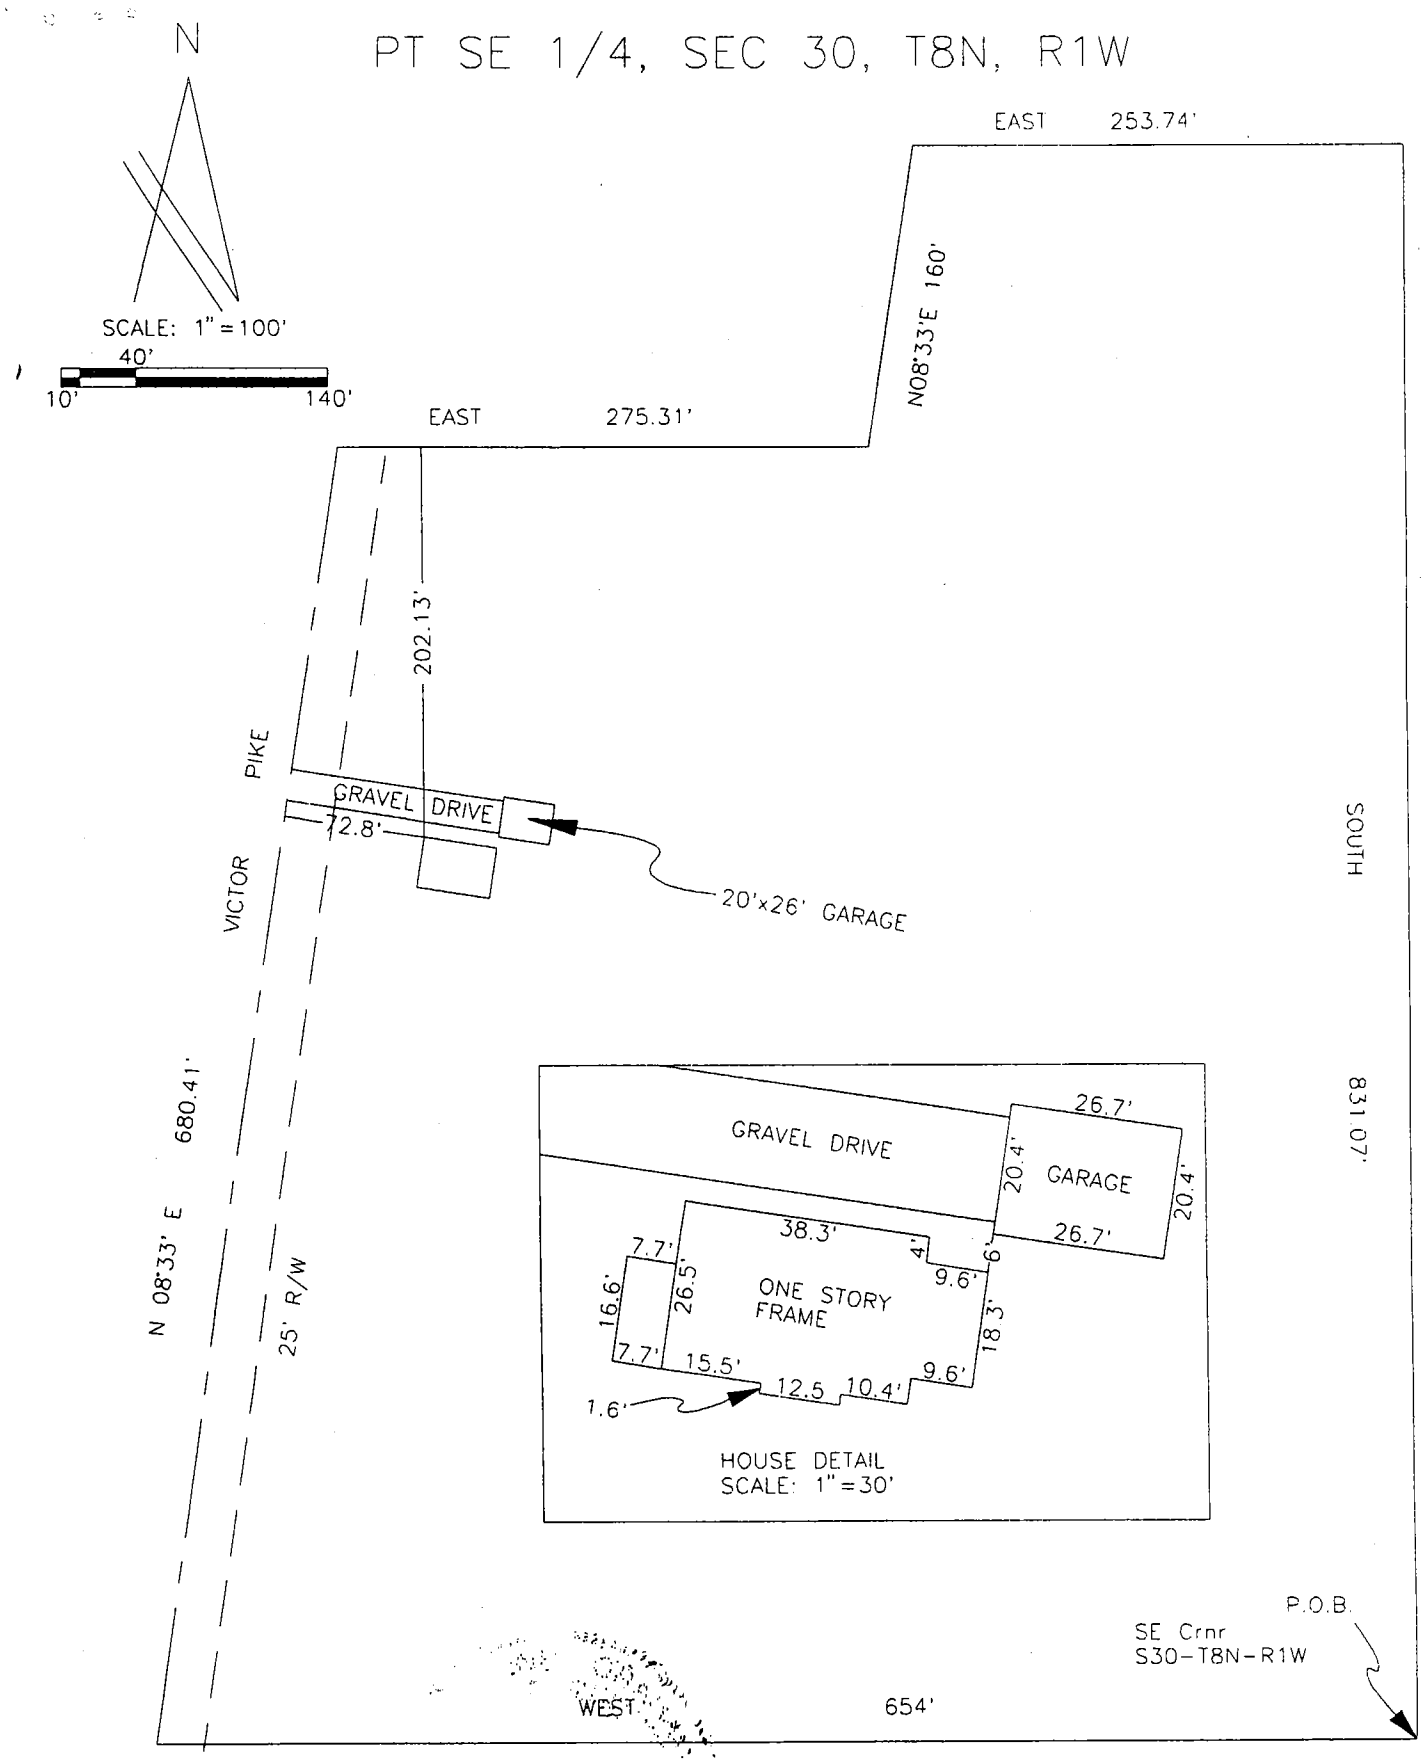 N
PT SE 1/4, SEC 30, T8N, R1W
EAST 253.74'
N08°33'E 160'
SCALE: 1"=100'
40'
10' 140'
EAST 275.31'
202.13'
VICTOR PIKE
GRAVEL DRIVE
72.8'
20'x26' GARAGE
SOUTH 831.07'
N 08°33' E 680.41'
25' R/W
26.7'
GRAVEL DRIVE
20.4'
GARAGE
20.4'
38.3'
26.7'
4'
6'
7.7'
9.6'
26.5'
16.6'
ONE STORY
FRAME
18.3'
7.7'
15.5'
12.5
10.4'
9.6'
1.6'
HOUSE DETAIL
SCALE: 1"=30'
P.O.B.
SE Crnr
S30-T8N-R1W
WEST 654'